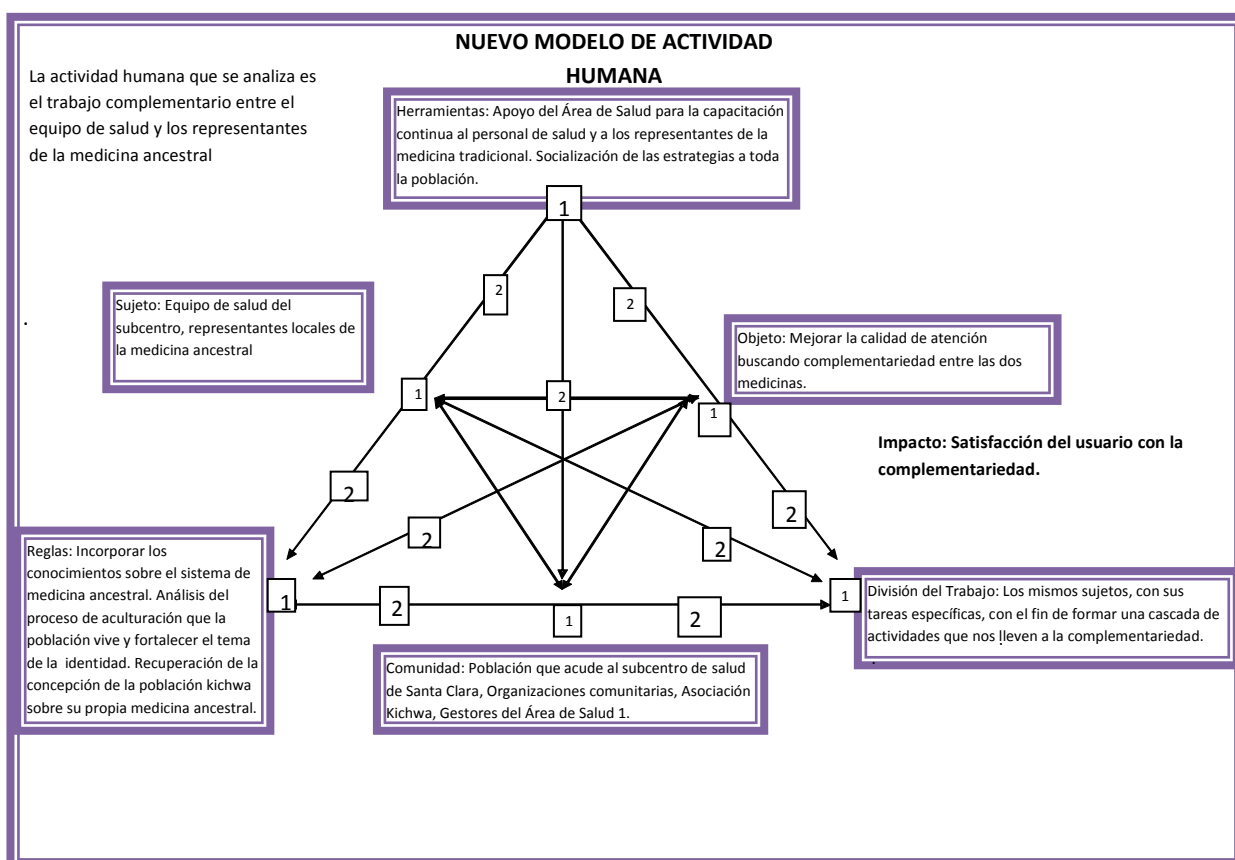 NUEVO MODELO DE ACTIVIDAD
HUMANA
La actividad humana que se analiza es
el trabajo complementario entre el
equipo de salud y los representantes
de la medicina ancestral
Herramientas: Apoyo del Área de Salud para la capacitación
continua al personal de salud y a los representantes de la
medicina tradicional. Socialización de las estrategias a toda
la población.
1
2
2
Sujeto: Equipo de salud del
subcentro, representantes locales de
la medicina ancestral
.
Objeto: Mejorar la calidad de atención
buscando complementariedad entre las dos
medicinas.
1
2
1
Impacto: Satisfacción del usuario con la
complementariedad.
2
2
2
2
Reglas: Incorporar los
conocimientos sobre el sistema de
medicina ancestral. Análisis del
proceso de aculturación que la
población vive y fortalecer el tema
de la identidad. Recuperación de la
concepción de la población kichwa
sobre su propia medicina ancestral.
1
2
1
2
1
División del Trabajo: Los mismos sujetos, con sus
tareas específicas, con el fin de formar una cascada de
actividades que nos lleven a la complementariedad.
.
Comunidad: Población que acude al subcentro de salud
de Santa Clara, Organizaciones comunitarias, Asociación
Kichwa, Gestores del Área de Salud 1.